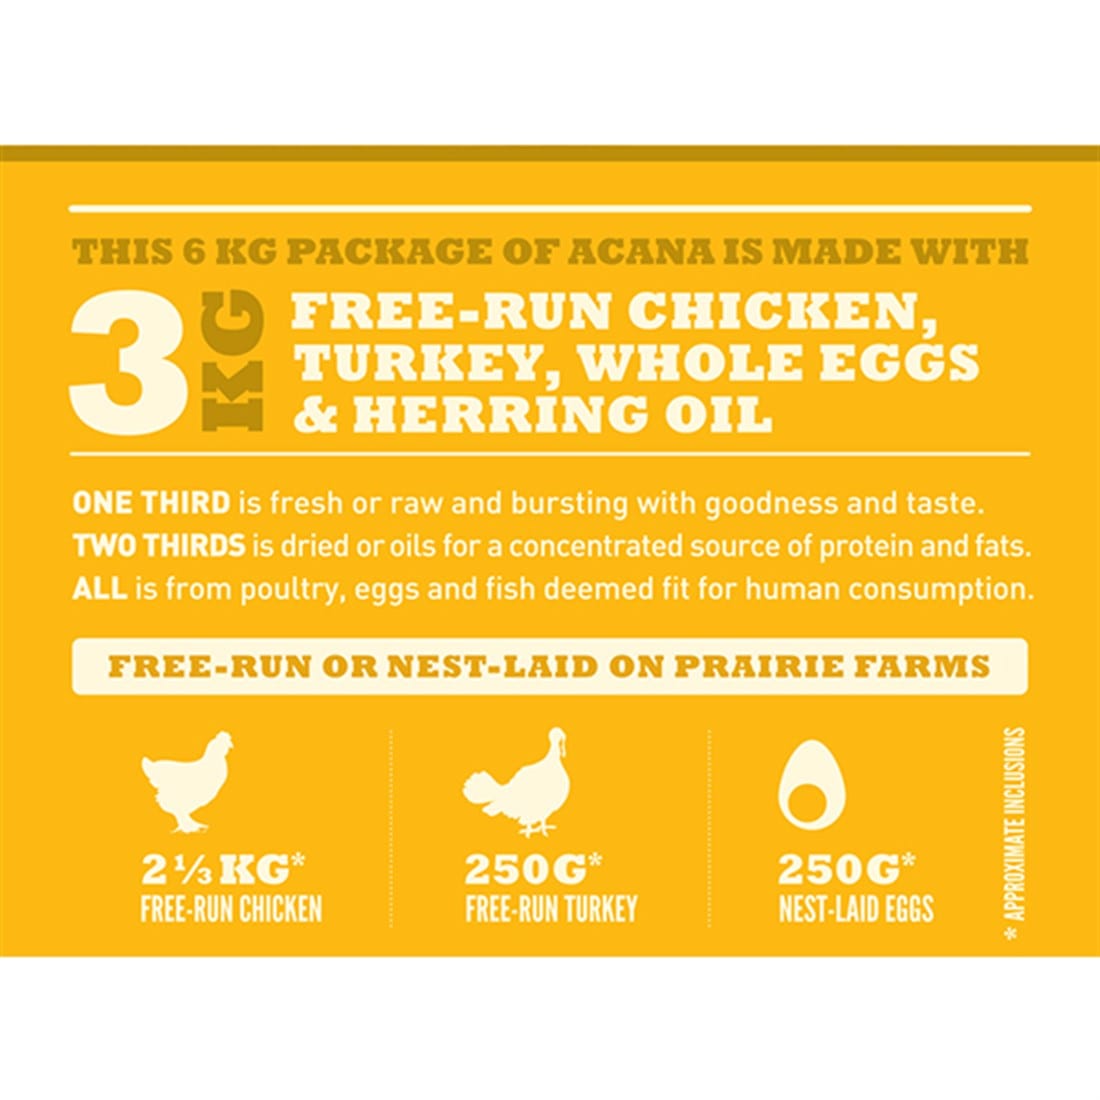 THIS 6 KG PACKAGE OF ACANA IS MADE WITH
3 KG
FREE-RUN CHICKEN,
TURKEY, WHOLE EGGS
& HERRING OIL
ONE THIRD is fresh or raw and bursting with goodness and taste.
TWO THIRDS is dried or oils for a concentrated source of protein and fats.
ALL is from poultry, eggs and fish deemed fit for human consumption.
FREE-RUN OR NEST-LAID ON PRAIRIE FARMS
2 ⅓ KG*
FREE-RUN CHICKEN
250G*
FREE-RUN TURKEY
250G*
NEST-LAID EGGS
* APPROXIMATE INCLUSIONS